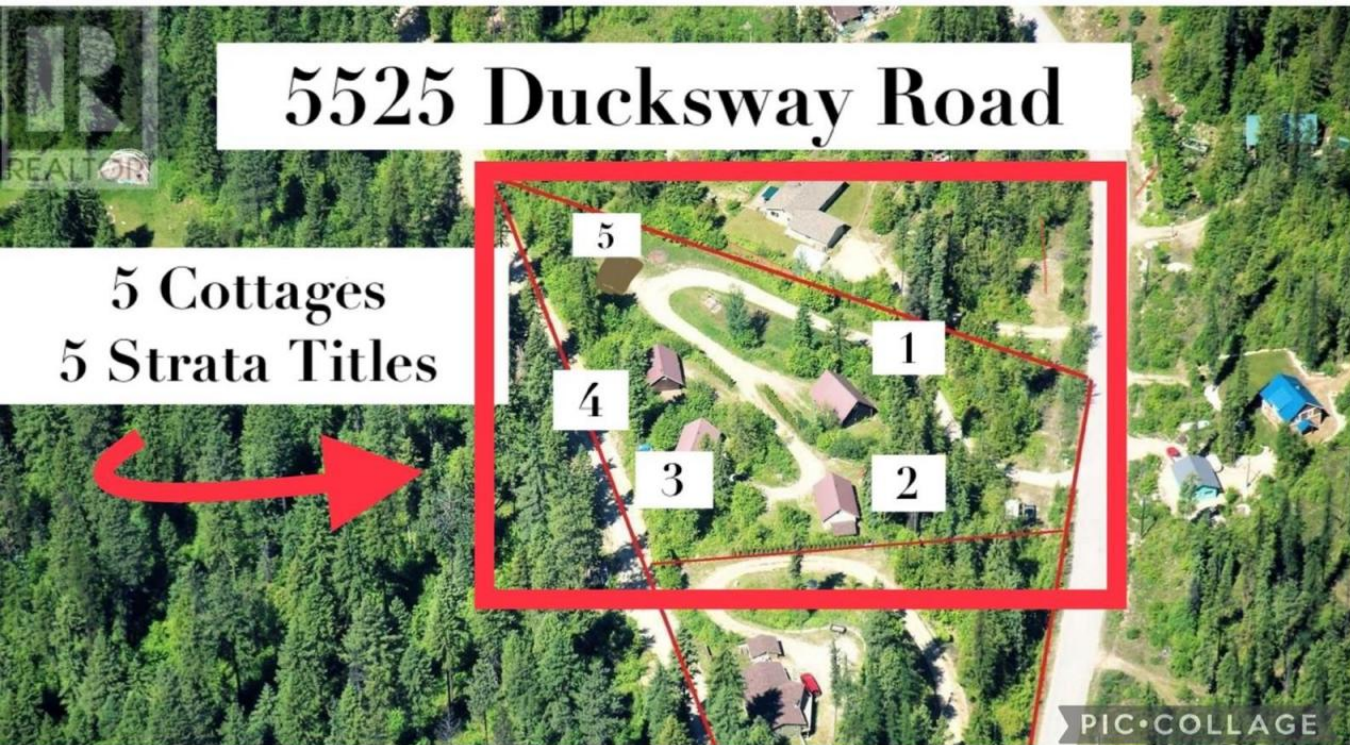 R
REALTOR
5525 Ducksway Road
5 Cottages
5 Strata Titles
5
1
4
3
2
PIC•COLLAGE